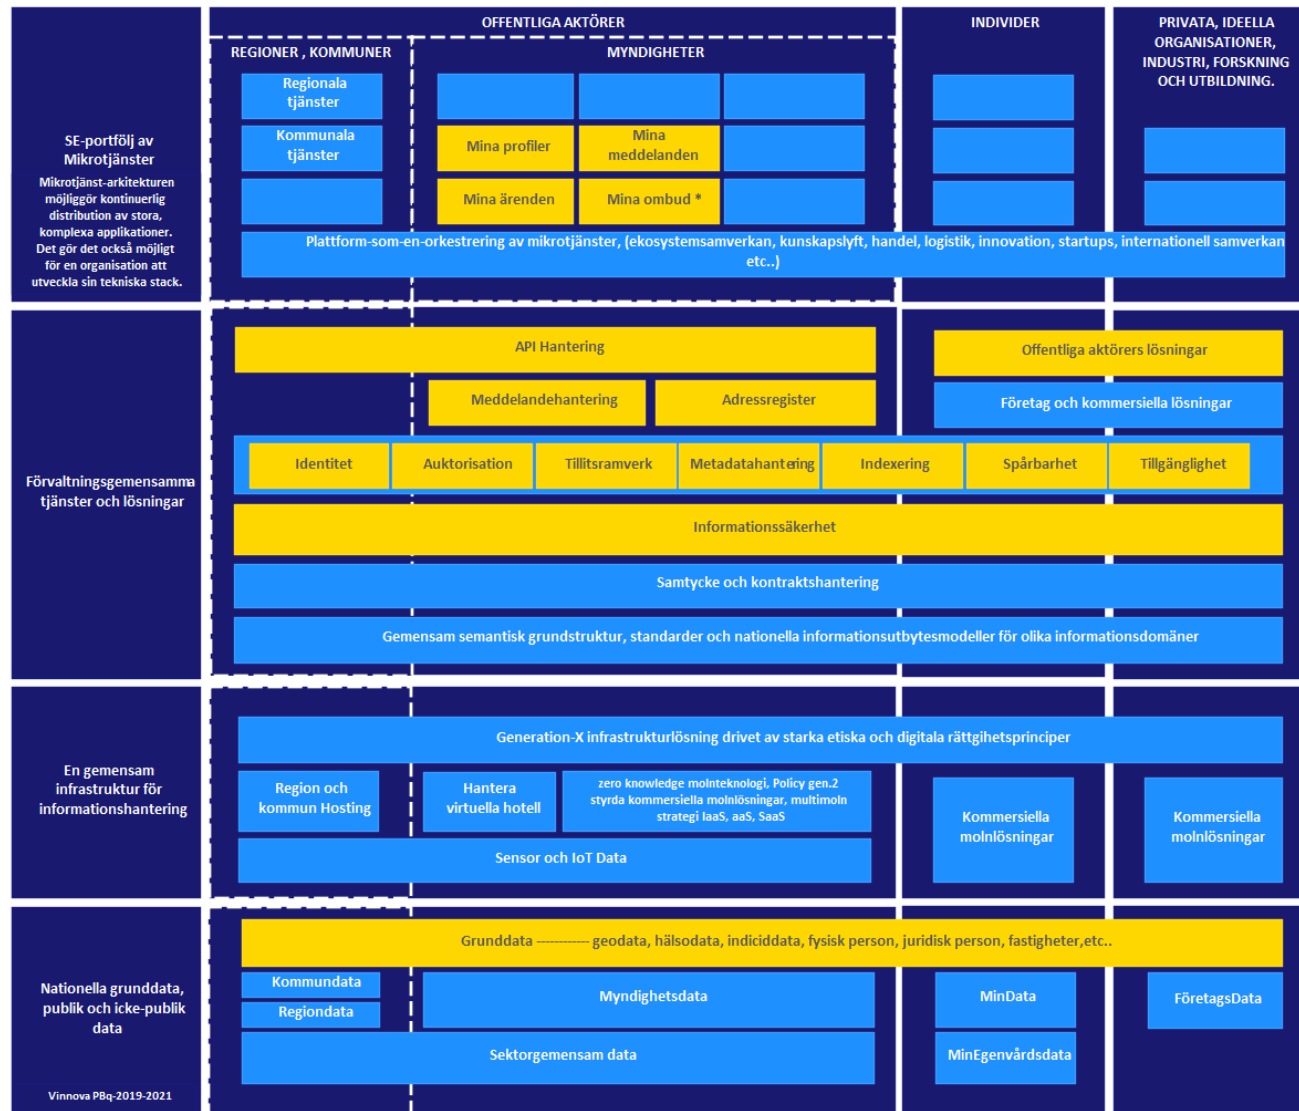 OFFENTLIGA AKTÖRER
INDIVIDER
PRIVATA, IDEELLA
ORGANISATIONER,
INDUSTRI, FORSKNING
OCH UTBILDNING.
REGIONER , KOMMUNER
MYNDIGHETER
SE-portfölj av
Mikrotjänster
Mikrotjänst-arkitekturen
möjliggör kontinuerlig
distribution av stora,
komplexa applikationer.
Det gör det också möjligt
för en organisation att
utveckla sin tekniska stack.
Regionala
tjänster
Kommunala
tjänster
Mina profiler
Mina
meddelanden
Mina ärenden
Mina ombud *
Plattform-som-en-orkestrering av mikrotjänster, (ekosystemsamverkan, kunskapslyft, handel, logistik, innovation, startups, internationell samverkan
etc..)
Förvaltningsgemensamma
tjänster och lösningar
API Hantering
Offentliga aktörers lösningar
Meddelandehantering
Adressregister
Företag och kommersiella lösningar
Identitet
Auktorisation
Tillitsramverk
Metadatahantering
Indexering
Spårbarhet
Tillgänglighet
Informationssäkerhet
Samtycke och kontraktshantering
Gemensam semantisk grundstruktur, standarder och nationella informationsutbytesmodeller för olika informationsdomäner
En gemensam
infrastruktur för
informationshantering
Generation-X infrastrukturlösning drivet av starka etiska och digitala rättgihetsprinciper
Region och
kommun Hosting
Hantera
virtuella hotell
zero knowledge molnteknologi, Policy gen.2
styrda kommersiella molnlösningar, multimoln
strategi IaaS, aaS, SaaS
Kommersiella
molnlösningar
Kommersiella
molnlösningar
Sensor och IoT Data
Nationella grunddata,
publik och icke-publik
data
Grunddata ------------ geodata, hälsodata, indiciddata, fysisk person, juridisk person, fastigheter,etc..
Kommundata
Regiondata
Myndighetsdata
MinData
FöretagsData
Sektorgemensam data
MinEgenvårdsdata
Vinnova PBq-2019-2021